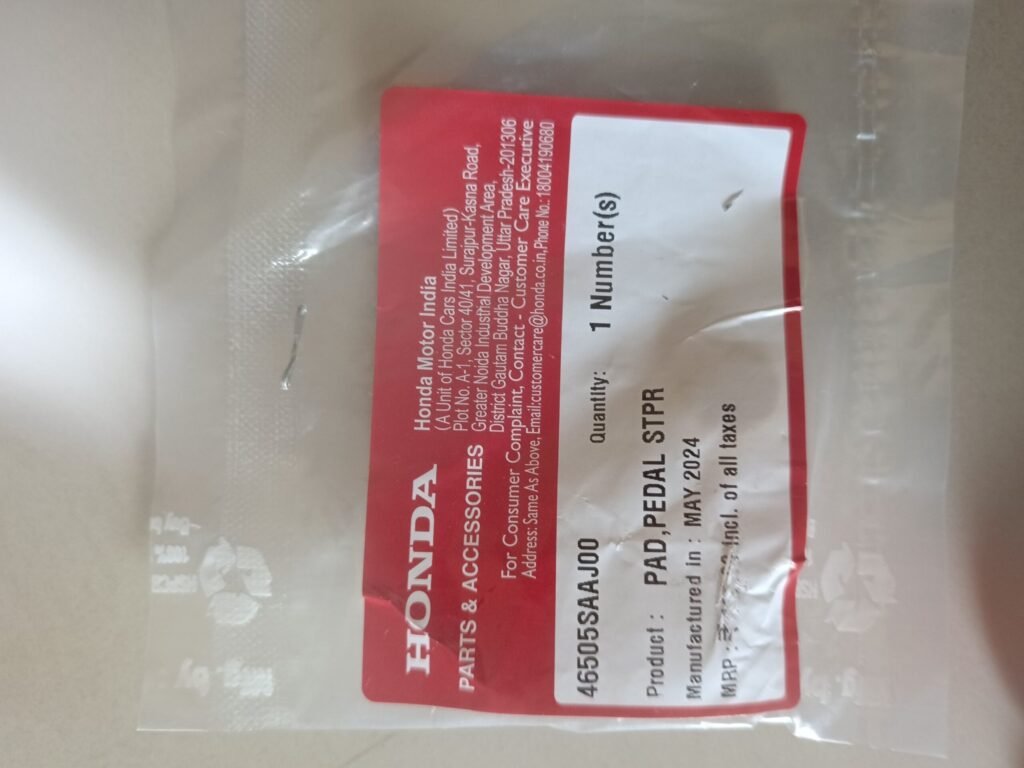 HONDA
PARTS & ACCESSORIES
Honda Motor India
(A Unit of Honda Cars India Limited)
Plot No. A-1, Sector 40/41, Surajpur-Kasna Road,
Greater Noida Industrial Development Area,
District Gautam Buddha Nagar, Uttar Pradesh-201306
For Consumer Complaint, Contact - Customer Care Executive
Address: Same As Above, Email:customercare@honda.co.in,Phone No.:18004190680
46505SAAJ00 Quantity: 1 Number(s)
Product : PAD,PEDAL STPR
Manufactured in : MAY 2024
MRP : incl. of all taxes